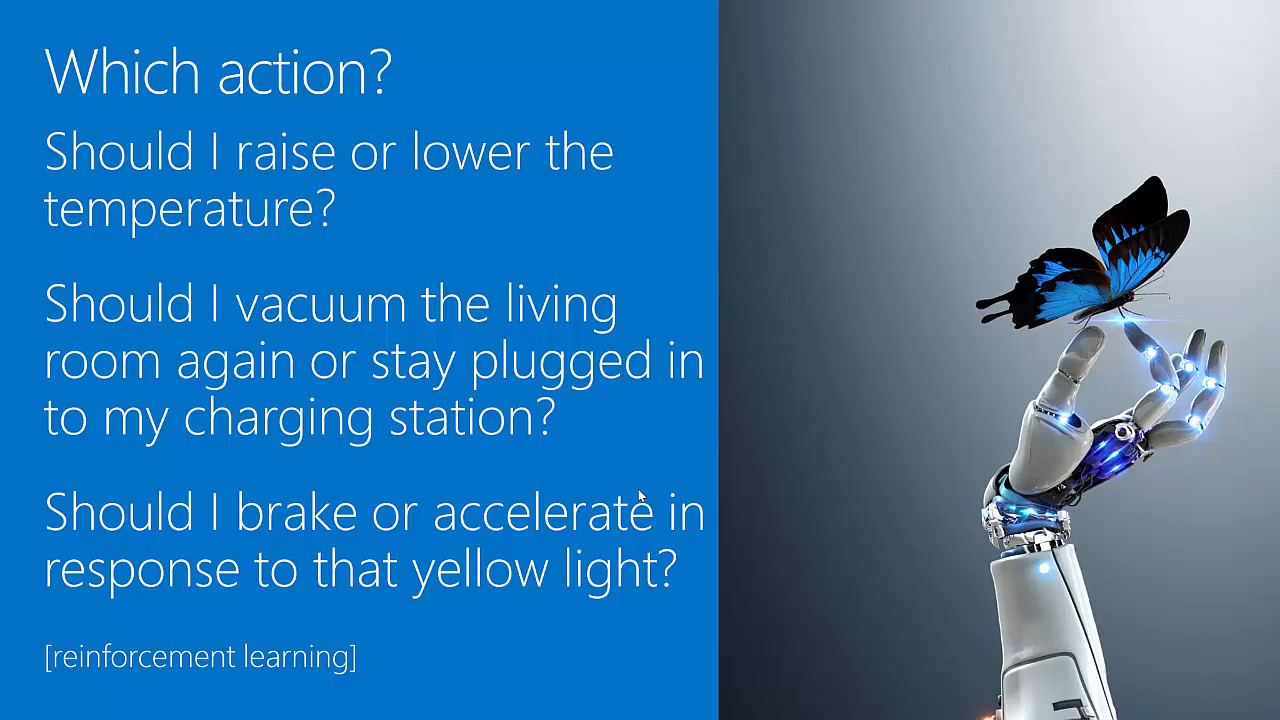 Which action?
Should I raise or lower the
temperature?
Should I vacuum the living
room again or stay plugged in
to my charging station?
Should I brake or accelerate in
response to that yellow light?
[reinforcement learning]